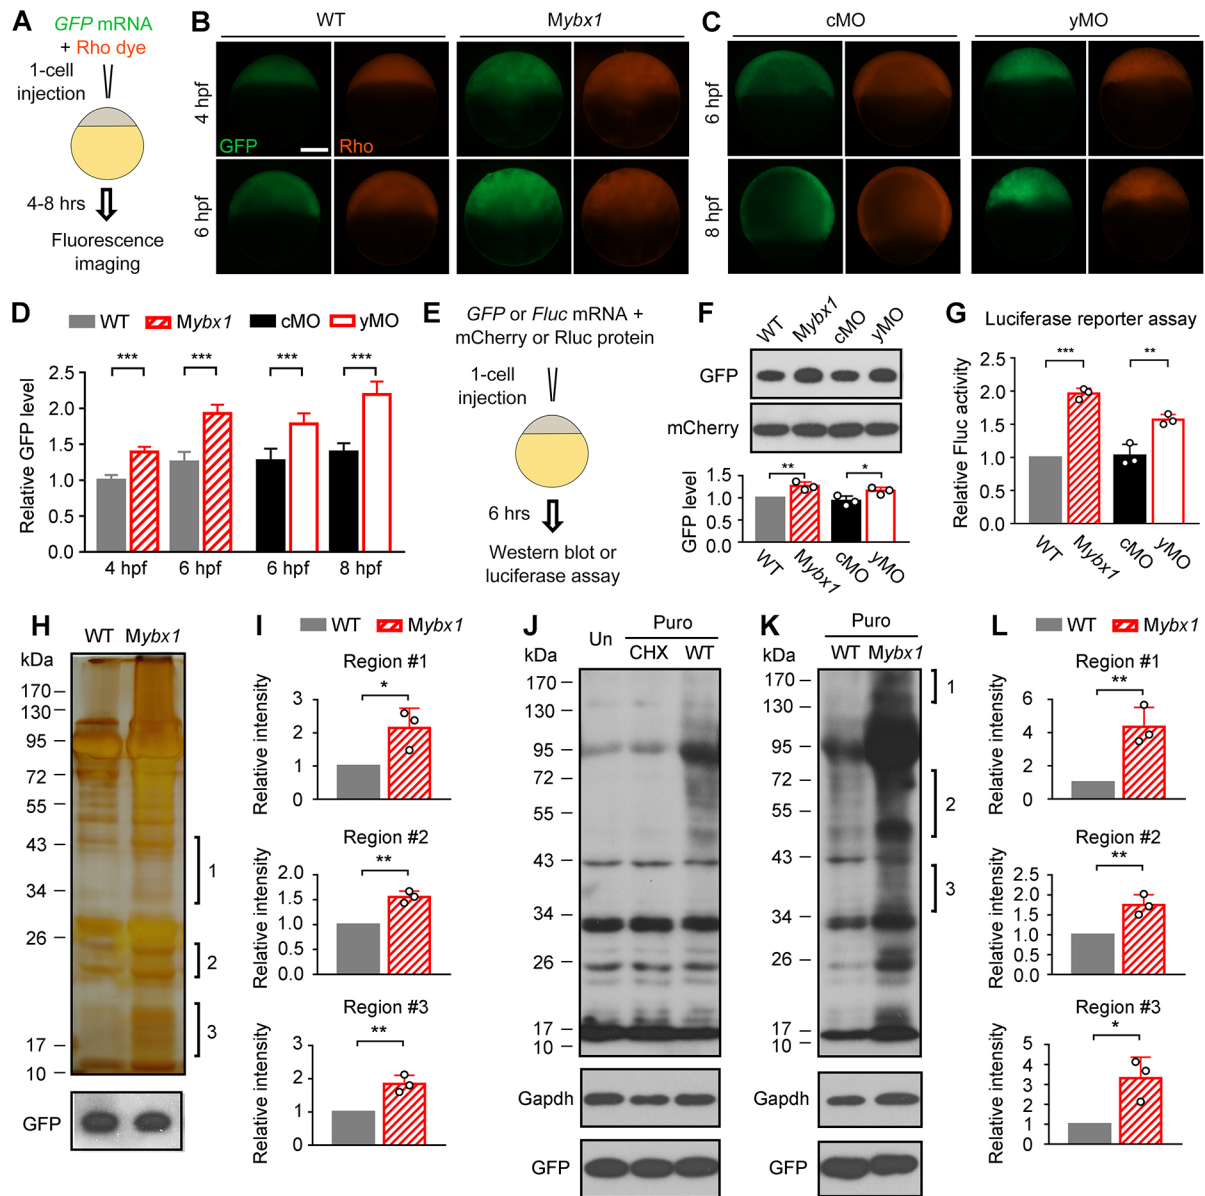 A
GFP mRNA
+ Rho dye
1-cell
injection
4-8 hrs
Fluorescence
imaging
B
WT
Mybx1
4 hpf
GFP
Rho
6 hpf
C
cMO
yMO
6 hpf
8 hpf
D
WT
Mybx1
cMO
yMO
Relative GFP level
2.5
2.0
1.5
1.0
0.5
0.0
***
***
***
***
4 hpf
6 hpf
6 hpf
8 hpf
E
GFP or Fluc mRNA +
mCherry or Rluc protein
1-cell
injection
6 hrs
Western blot or
luciferase assay
F
WT
Mybx1
cMO
yMO
GFP
mCherry
GFP level
1.5
1.0
0.5
0.0
**
*
WT
Mybx1
cMO
yMO
G
Luciferase reporter assay
Relative Fluc activity
2.5
2.0
1.5
1.0
0.5
0.0
***
**
WT
Mybx1
cMO
yMO
H
WT
Mybx1
kDa
170
130
95
72
55
43
34
26
17
10
1
2
3
GFP
I
WT
Mybx1
Region #1
Relative intensity
3
2
1
0
*
Region #2
Relative intensity
2.0
1.5
1.0
0.5
0.0
**
Region #3
Relative intensity
3
2
1
0
**
J
Puro
Un
CHX
WT
kDa
170
130
95
72
55
43
34
26
17
10
Gapdh
GFP
K
Puro
WT
Mybx1
kDa
170
130
95
72
55
43
34
26
17
10
1
2
3
Gapdh
GFP
L
WT
Mybx1
Region #1
Relative intensity
6
4
2
0
**
Region #2
Relative intensity
2.5
2.0
1.5
1.0
0.5
0.0
**
Region #3
Relative intensity
5
4
3
2
1
0
*